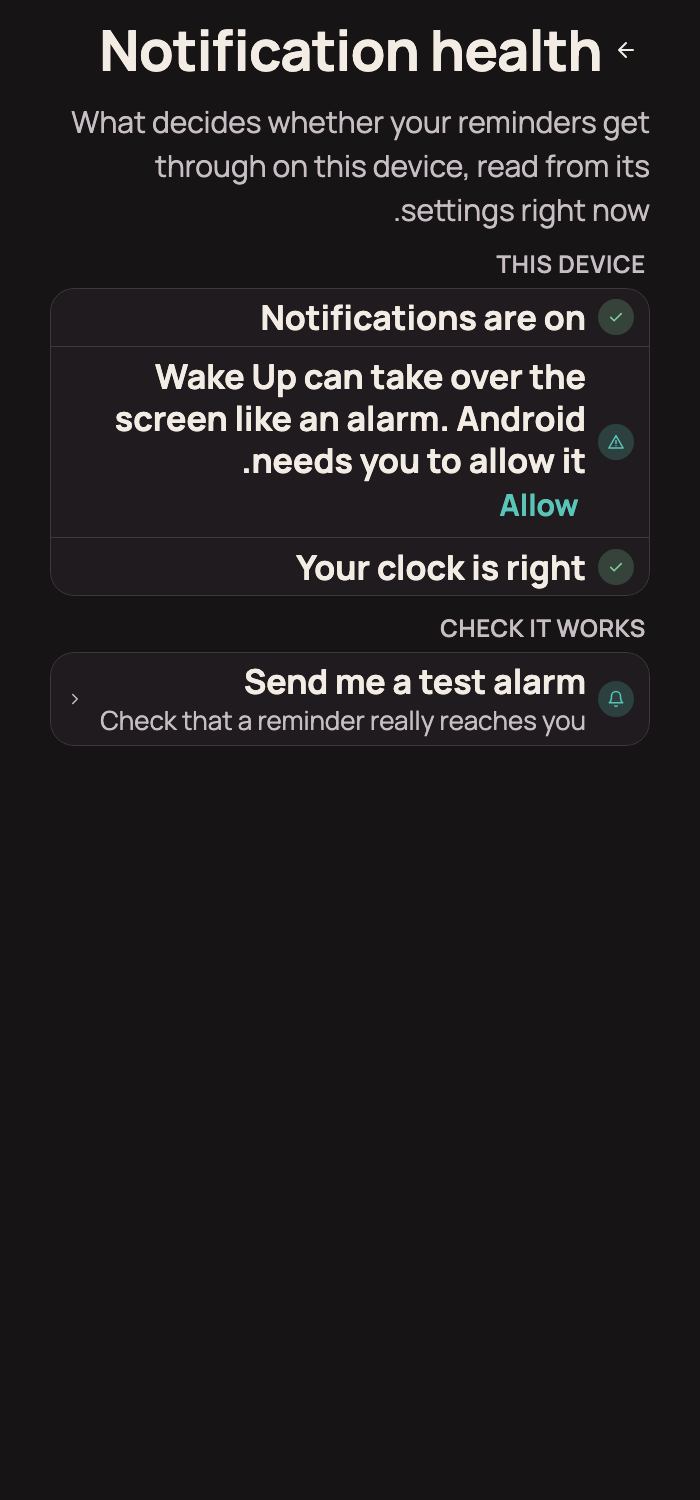 Notification health
What decides whether your reminders get
through on this device, read from its
settings right now.
THIS DEVICE
Notifications are on
Wake Up can take over the
screen like an alarm. Android
needs you to allow it.
Allow
Your clock is right
CHECK IT WORKS
Send me a test alarm
Check that a reminder really reaches you